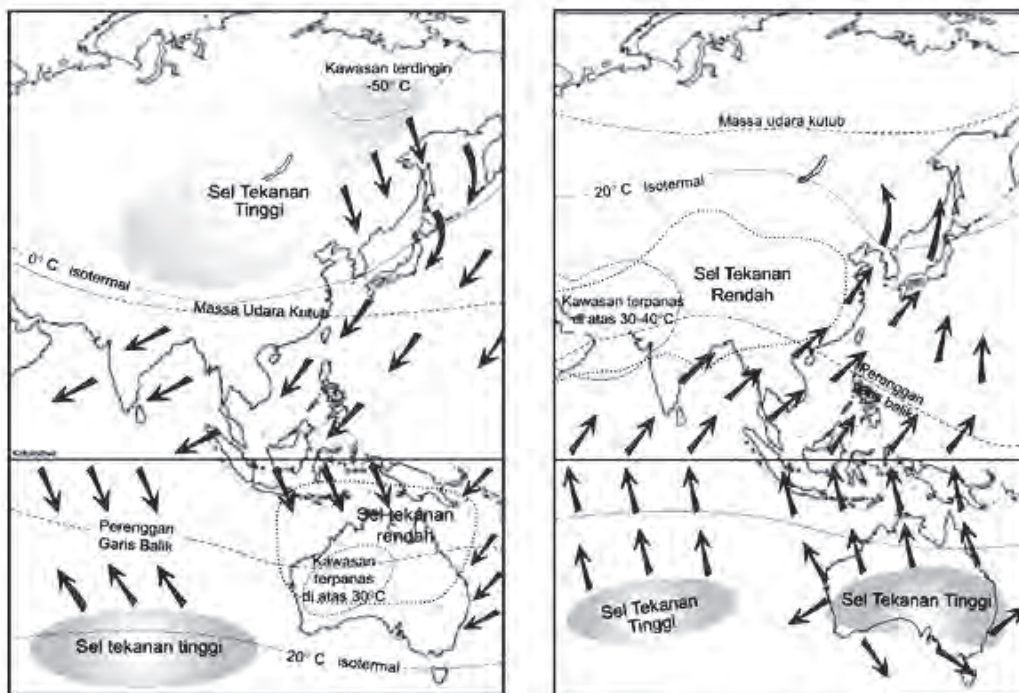 Kawasan terdingin
-50° C
Sel Tekanan
Tinggi
0° C isotermal
Massa Udara Kutub
Perenggan
Garis Balik
Sel tekanan
rendah
Kawasan
terpanas
di atas 30°C
Sel tekanan tinggi
20° C isotermal
Massa udara kutub
20° C Isotermal
Sel Tekanan
Rendah
Kawasan terpanas
di atas 30-40°C
Peranggan
balik
Sel Tekanan
Tinggi
Sel Tekanan Tinggi